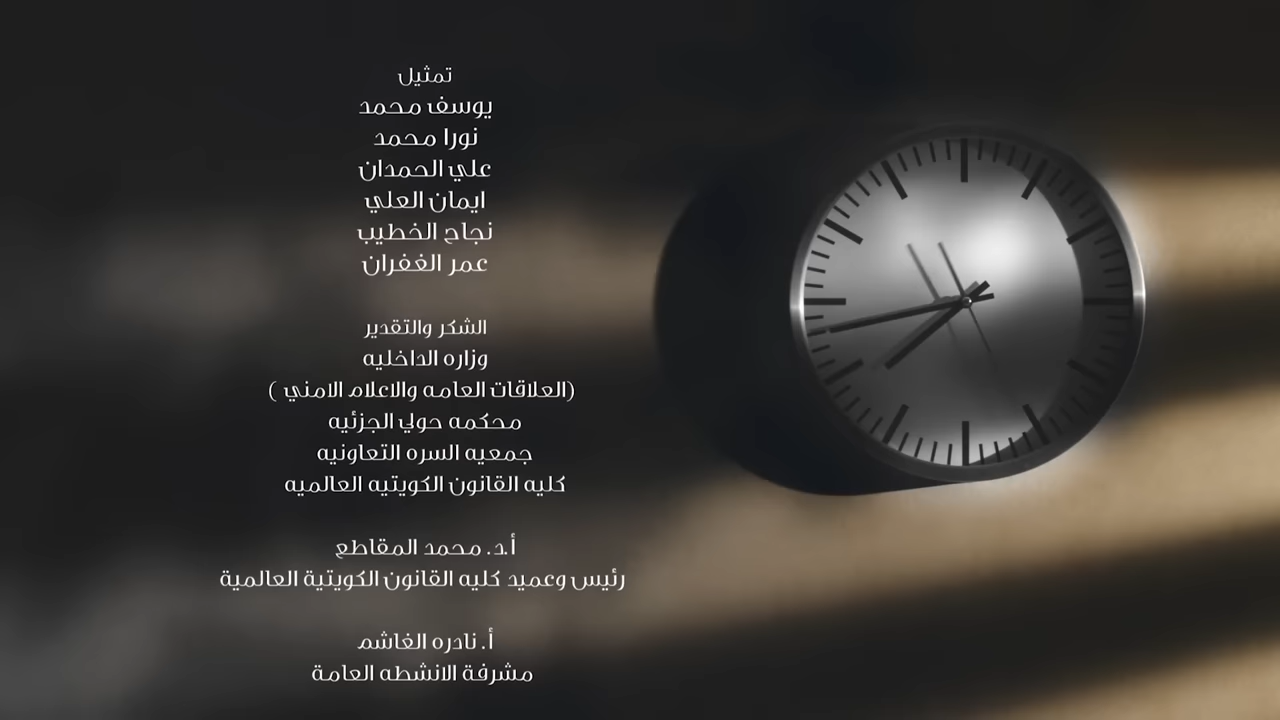 تمثيل
يوسف محمد
نورا محمد
علي الحمدان
ايمان العلي
نجاح الخطيب
عمر الغفران
الشكر والتقدير
وزاره الداخليه
(العلاقات العامه والاعلام الامني )
محكمه حولي الجزئيه
جمعيه السره التعاونيه
كليه القانون الكويتيه العالميه
أ.د. محمد المقاطع
رئيس وعميد كليه القانون الكويتية العالمية
أ. نادره الغاشم
مشرفة الانشطه العامة